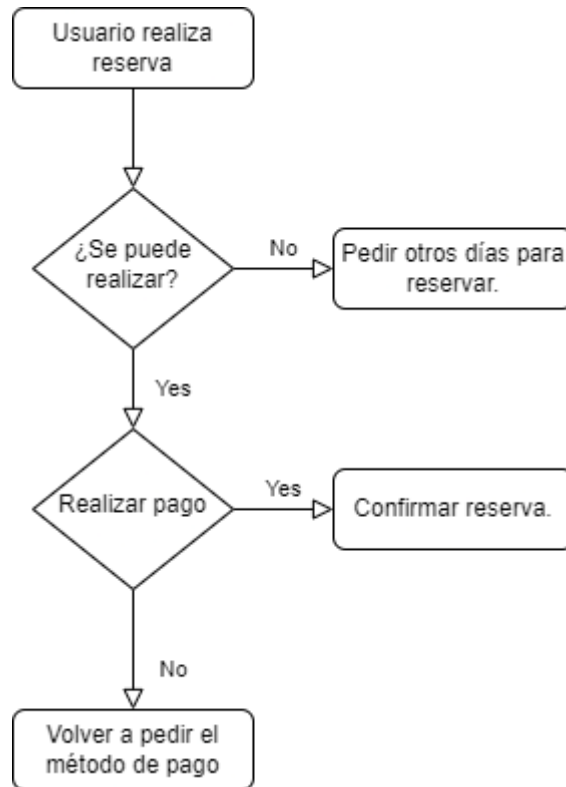 Usuario realiza
reserva
¿Se puede
realizar?
No
Pedir otros días para
reservar.
Yes
Realizar pago
Yes
Confirmar reserva.
No
Volver a pedir el
método de pago